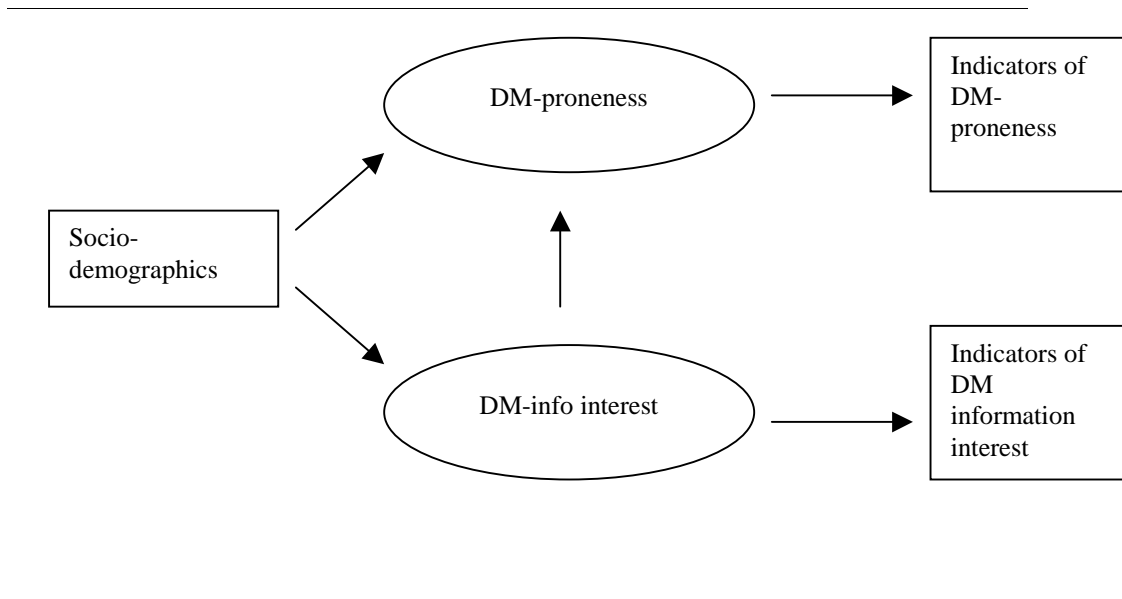 DM-proneness
Indicators of
DM-
proneness
Socio-
demographics
DM-info interest
Indicators of
DM
information
interest